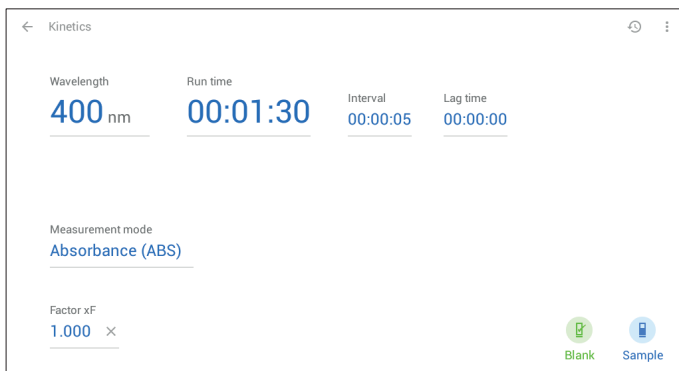 Kinetics
Wavelength
Run time
Interval
Lag time
400 nm
00:01:30
00:00:05
00:00:00
Measurement mode
Absorbance (ABS)
Factor xF
1.000
Blank
Sample